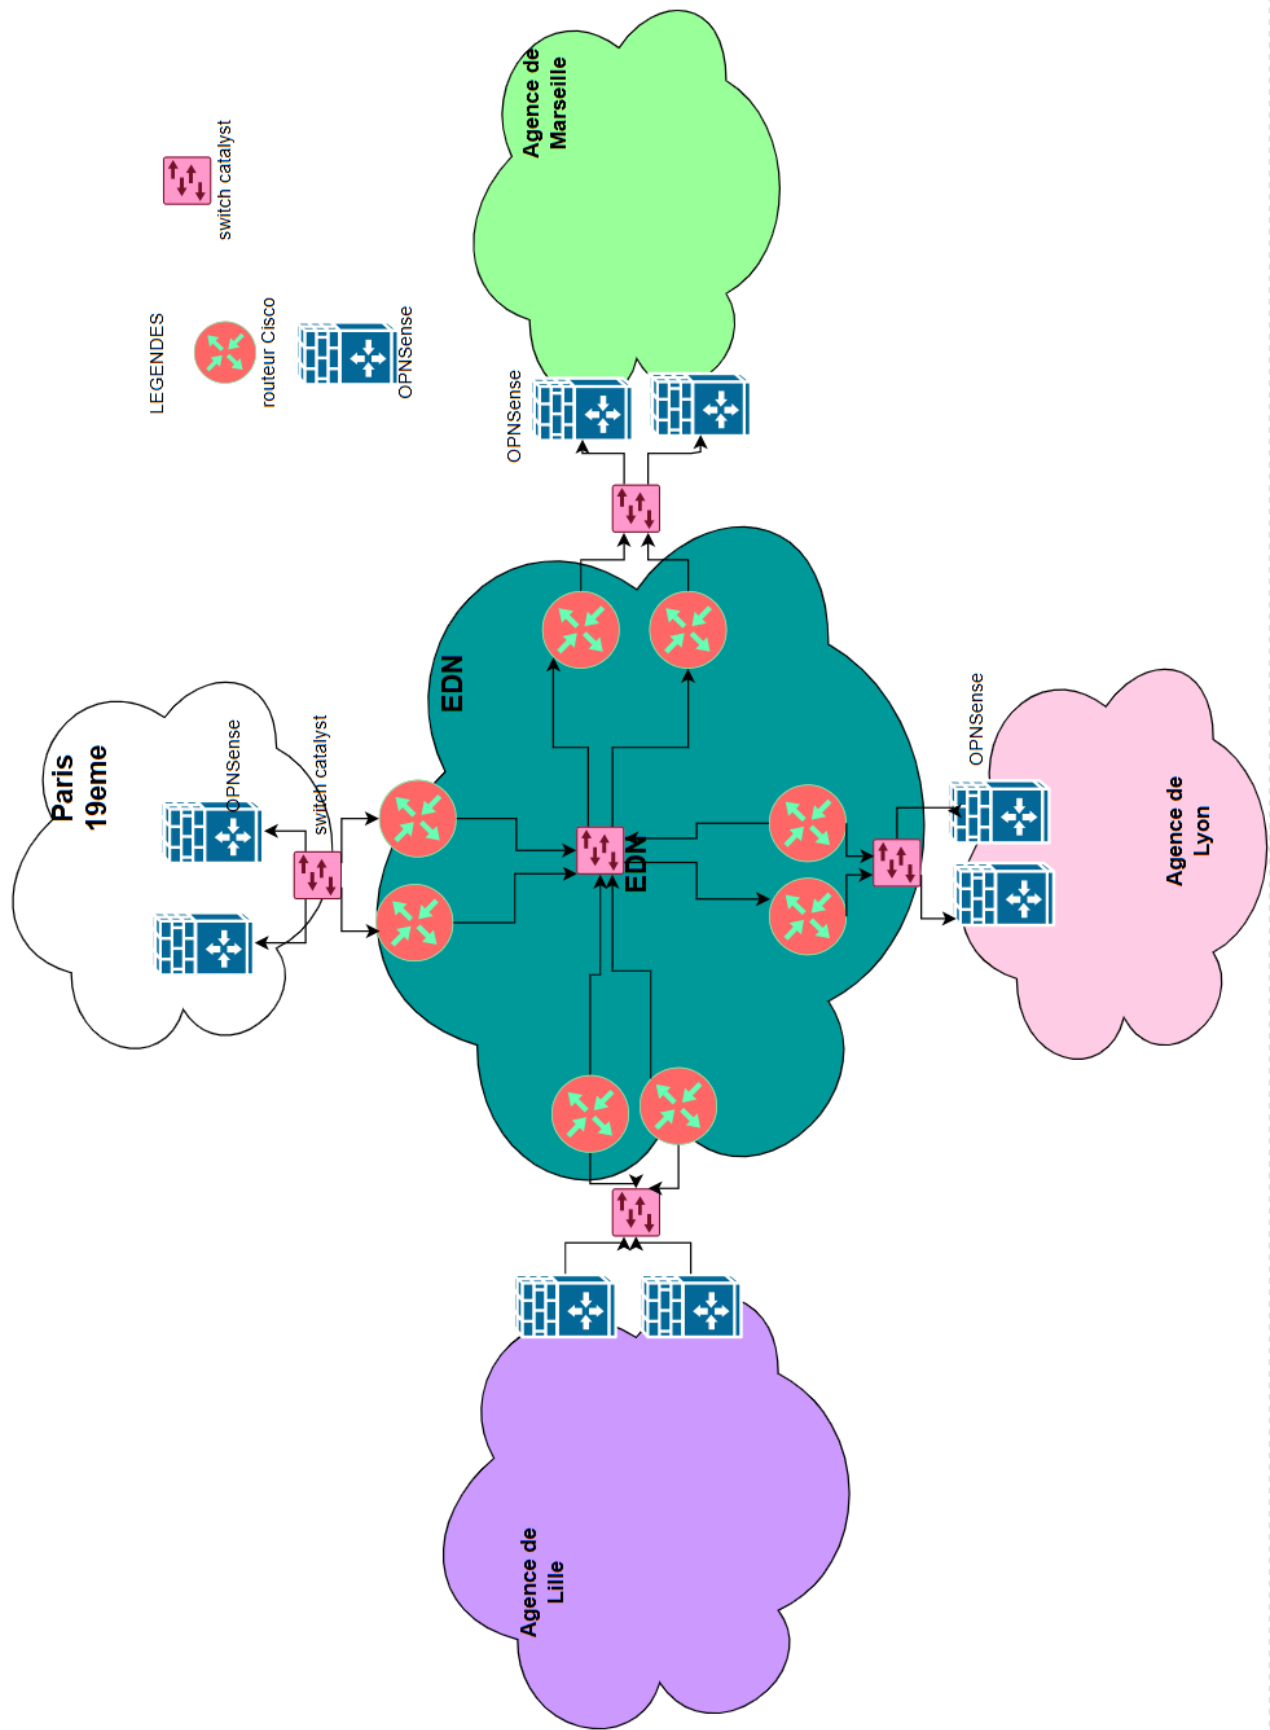 Paris
19eme
OPNSense
switch catalyst
LEGENDES
routeur Cisco
OPNSense
switch catalyst
EDN
EDN
OPNSense
Agence de
Marseille
Agence de
Lille
OPNSense
Agence de
Lyon